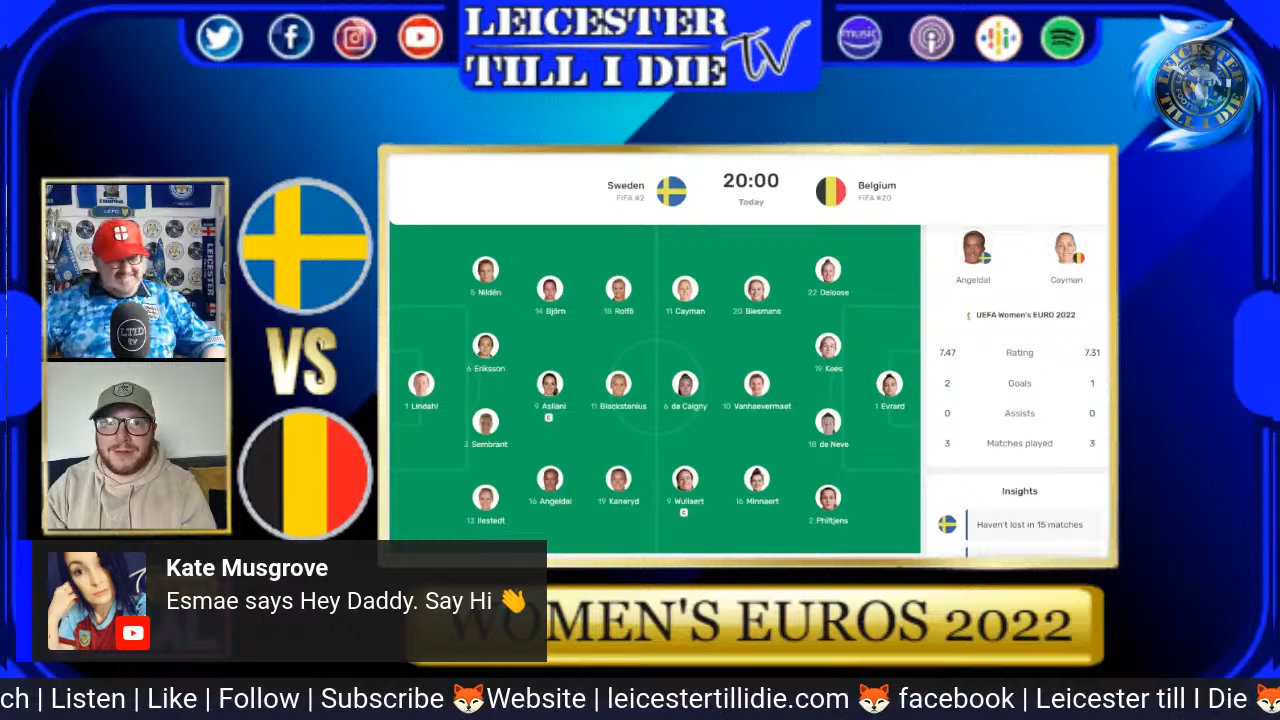 LEICESTER
TILL I DIE TV
music
LEICESTER
TILL I DIE
Sweden
FIFA #2
20:00
Today
Belgium
FIFA #20
VS
LTID
5 Nildén
14 Björn
18 Rolfö
11 Cayman
20 Biesmans
22 Deloose
6 Eriksson
19 Kees
1 Lindahl
9 Asllani
C
11 Blackstenius
6 de Caigny
10 Vanhaevermaet
1 Evrard
3 Sembrant
18 de Neve
16 Angeldal
19 Kaneryd
9 Wullaert
C
16 Minnaert
13 Ilestedt
2 Philtjens
Angeldal
Cayman
UEFA Women's EURO 2022
7.47 Rating 7.31
2 Goals 1
0 Assists 0
3 Matches played 3
Insights
Haven't lost in 15 matches
Kate Musgrove
Esmae says Hey Daddy. Say Hi 👋
WOMEN'S EUROS 2022
ch | Listen | Like | Follow | Subscribe 🦊Website | leicestertillidie.com 🦊 facebook | Leicester till I Die 🦊